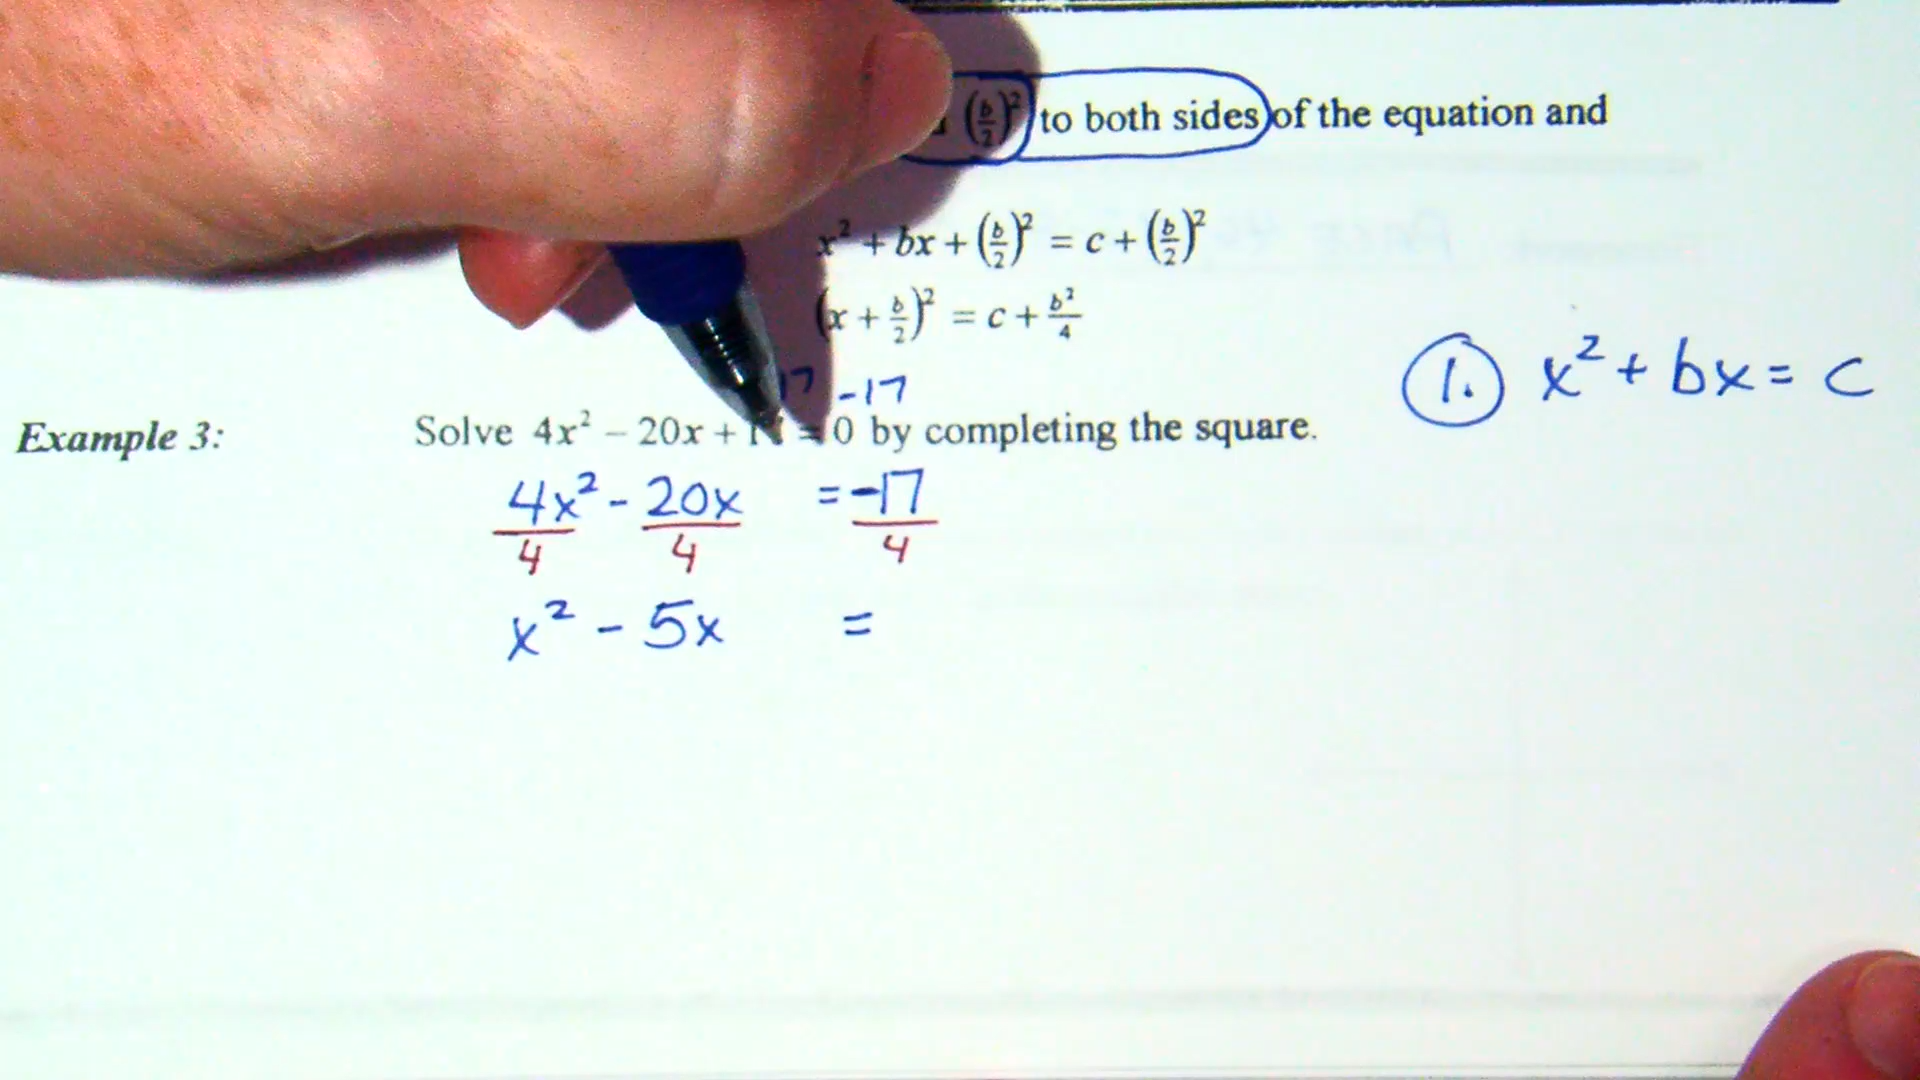 (b/2)² to both sides of the equation and
x² + bx + (b/2)² = c + (b/2)²
(x + b/2)² = c + b²/4
① x² + bx = c
17 -17
Example 3: Solve 4x² – 20x + = 0 by completing the square.
4x² - 20x = -17
4 4 4
x² - 5x =